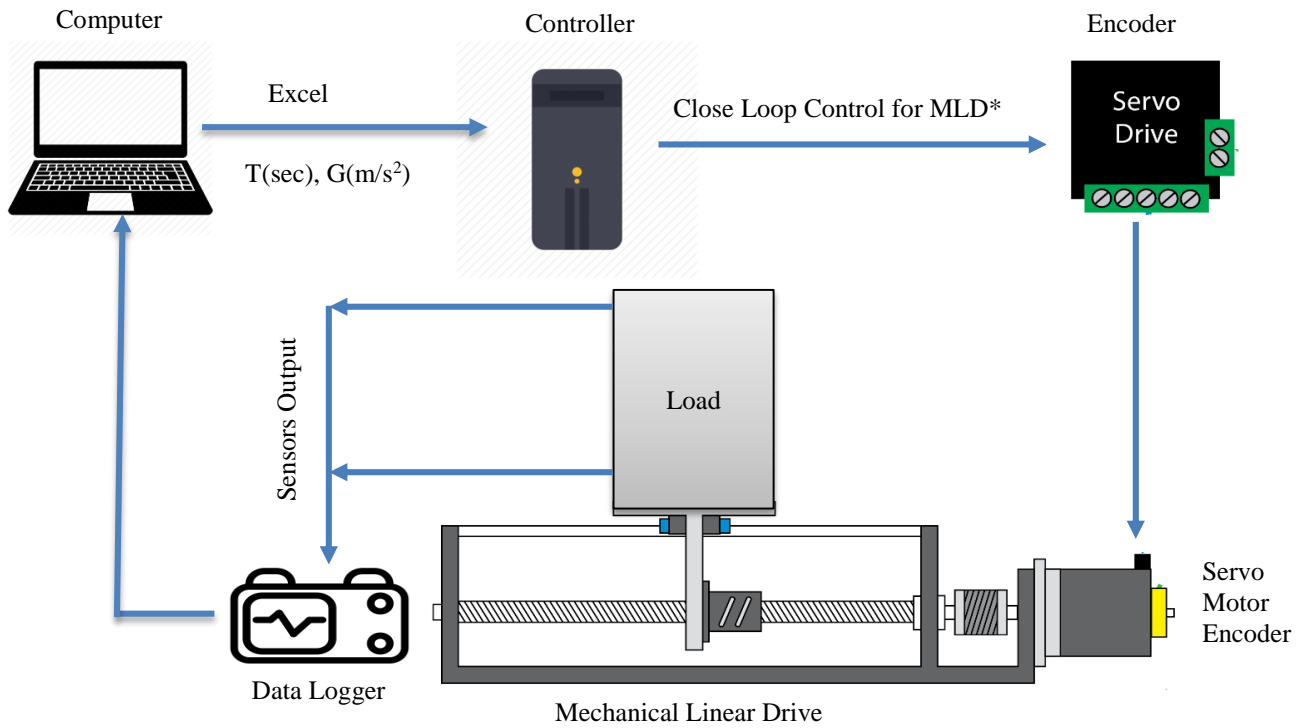 Computer
Controller
Encoder
Excel
T(sec), G(m/s²)
Close Loop Control for MLD*
Servo
Drive
Sensors Output
Load
Data Logger
Mechanical Linear Drive
Servo
Motor
Encoder